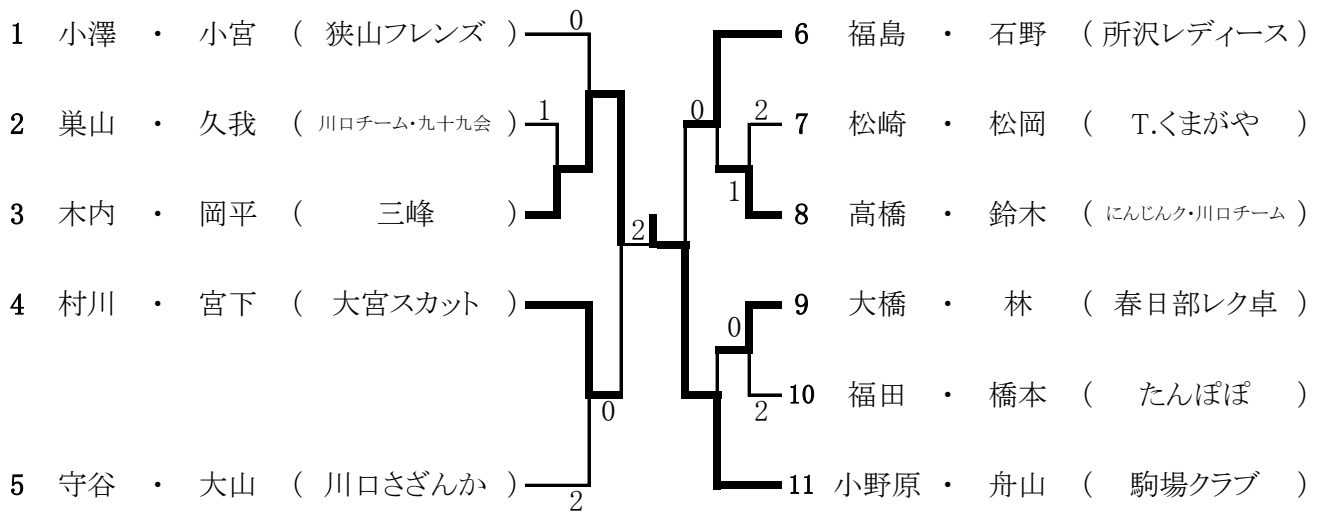 0
1 小澤 ・ 小宮 ( 狭山フレンズ )
6 福島 ・ 石野 ( 所沢レディース )
1
0
2
2 巣山 ・ 久我 ( 川口チーム・九十九会 )
7 松崎 ・ 松岡 ( T.くまがや )
1
3 木内 ・ 岡平 ( 三峰 )
8 高橋 ・ 鈴木 ( にんじんク・川口チーム )
2
4 村川 ・ 宮下 ( 大宮スカット )
9 大橋 ・ 林 ( 春日部レク卓 )
0
10 福田 ・ 橋本 ( たんぽぽ )
0
2
5 守谷 ・ 大山 ( 川口さざんか )
11 小野原 ・ 舟山 ( 駒場クラブ )
2